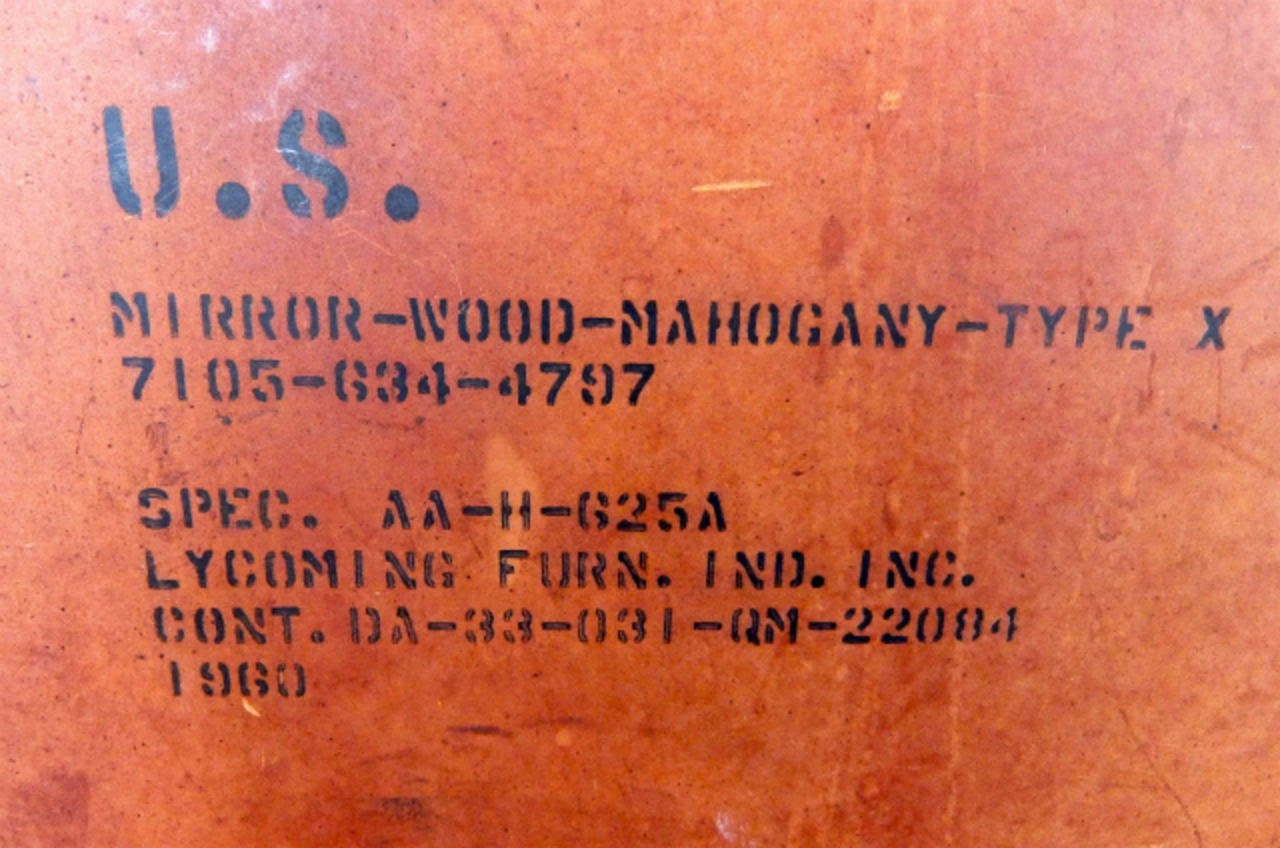 U.S.
MIRROR-WOOD-MAHOGANY-TYPE X
7105-634-4797
SPEC. AA-H-625A
LYCOMING FURN. IND. INC.
CONT. DA-33-031-QM-22084
1960